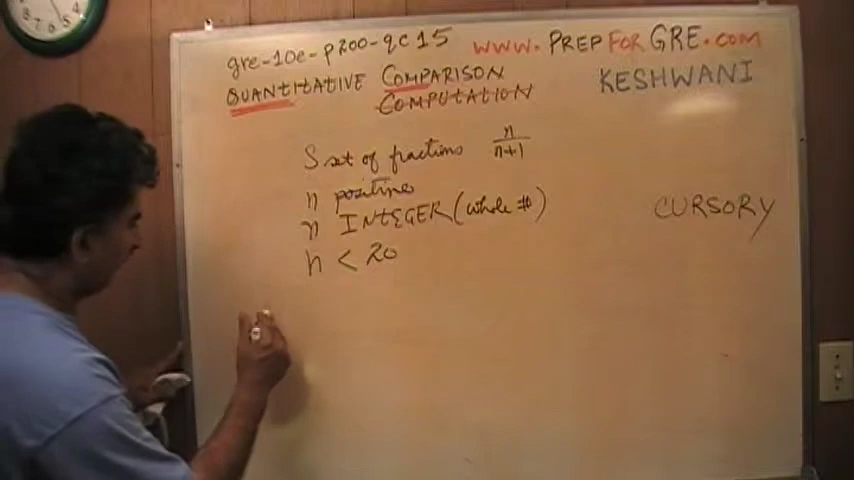 gre-10e-p200-qc15 www.PREPFORGRE.com
QUANTITATIVE COMPARISON KESHWANI
COMPUTATION
S set of fractions n/n+1
n positive
n INTEGER (whole #)
CURSORY
n < 20